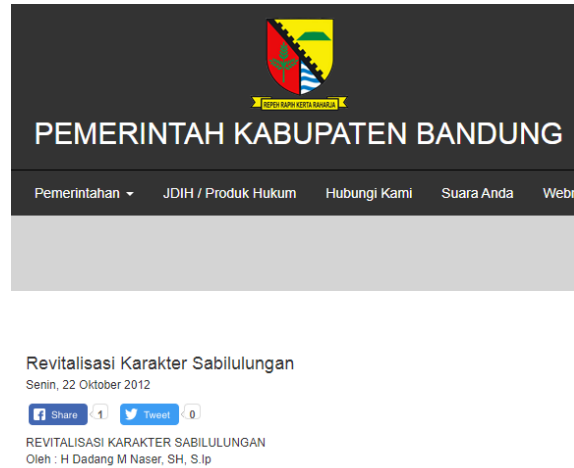 REPEH RAPIH KERTA RAHARJA
PEMERINTAH KABUPATEN BANDUNG
Pemerintahan JDIH / Produk Hukum Hubungi Kami Suara Anda
Revitalisasi Karakter Sabilulungan
Senin, 22 Oktober 2012
Share 1 Tweet 0
REVITALISASI KARAKTER SABILULUNGAN
Oleh : H Dadang M Naser, SH, S.Ip